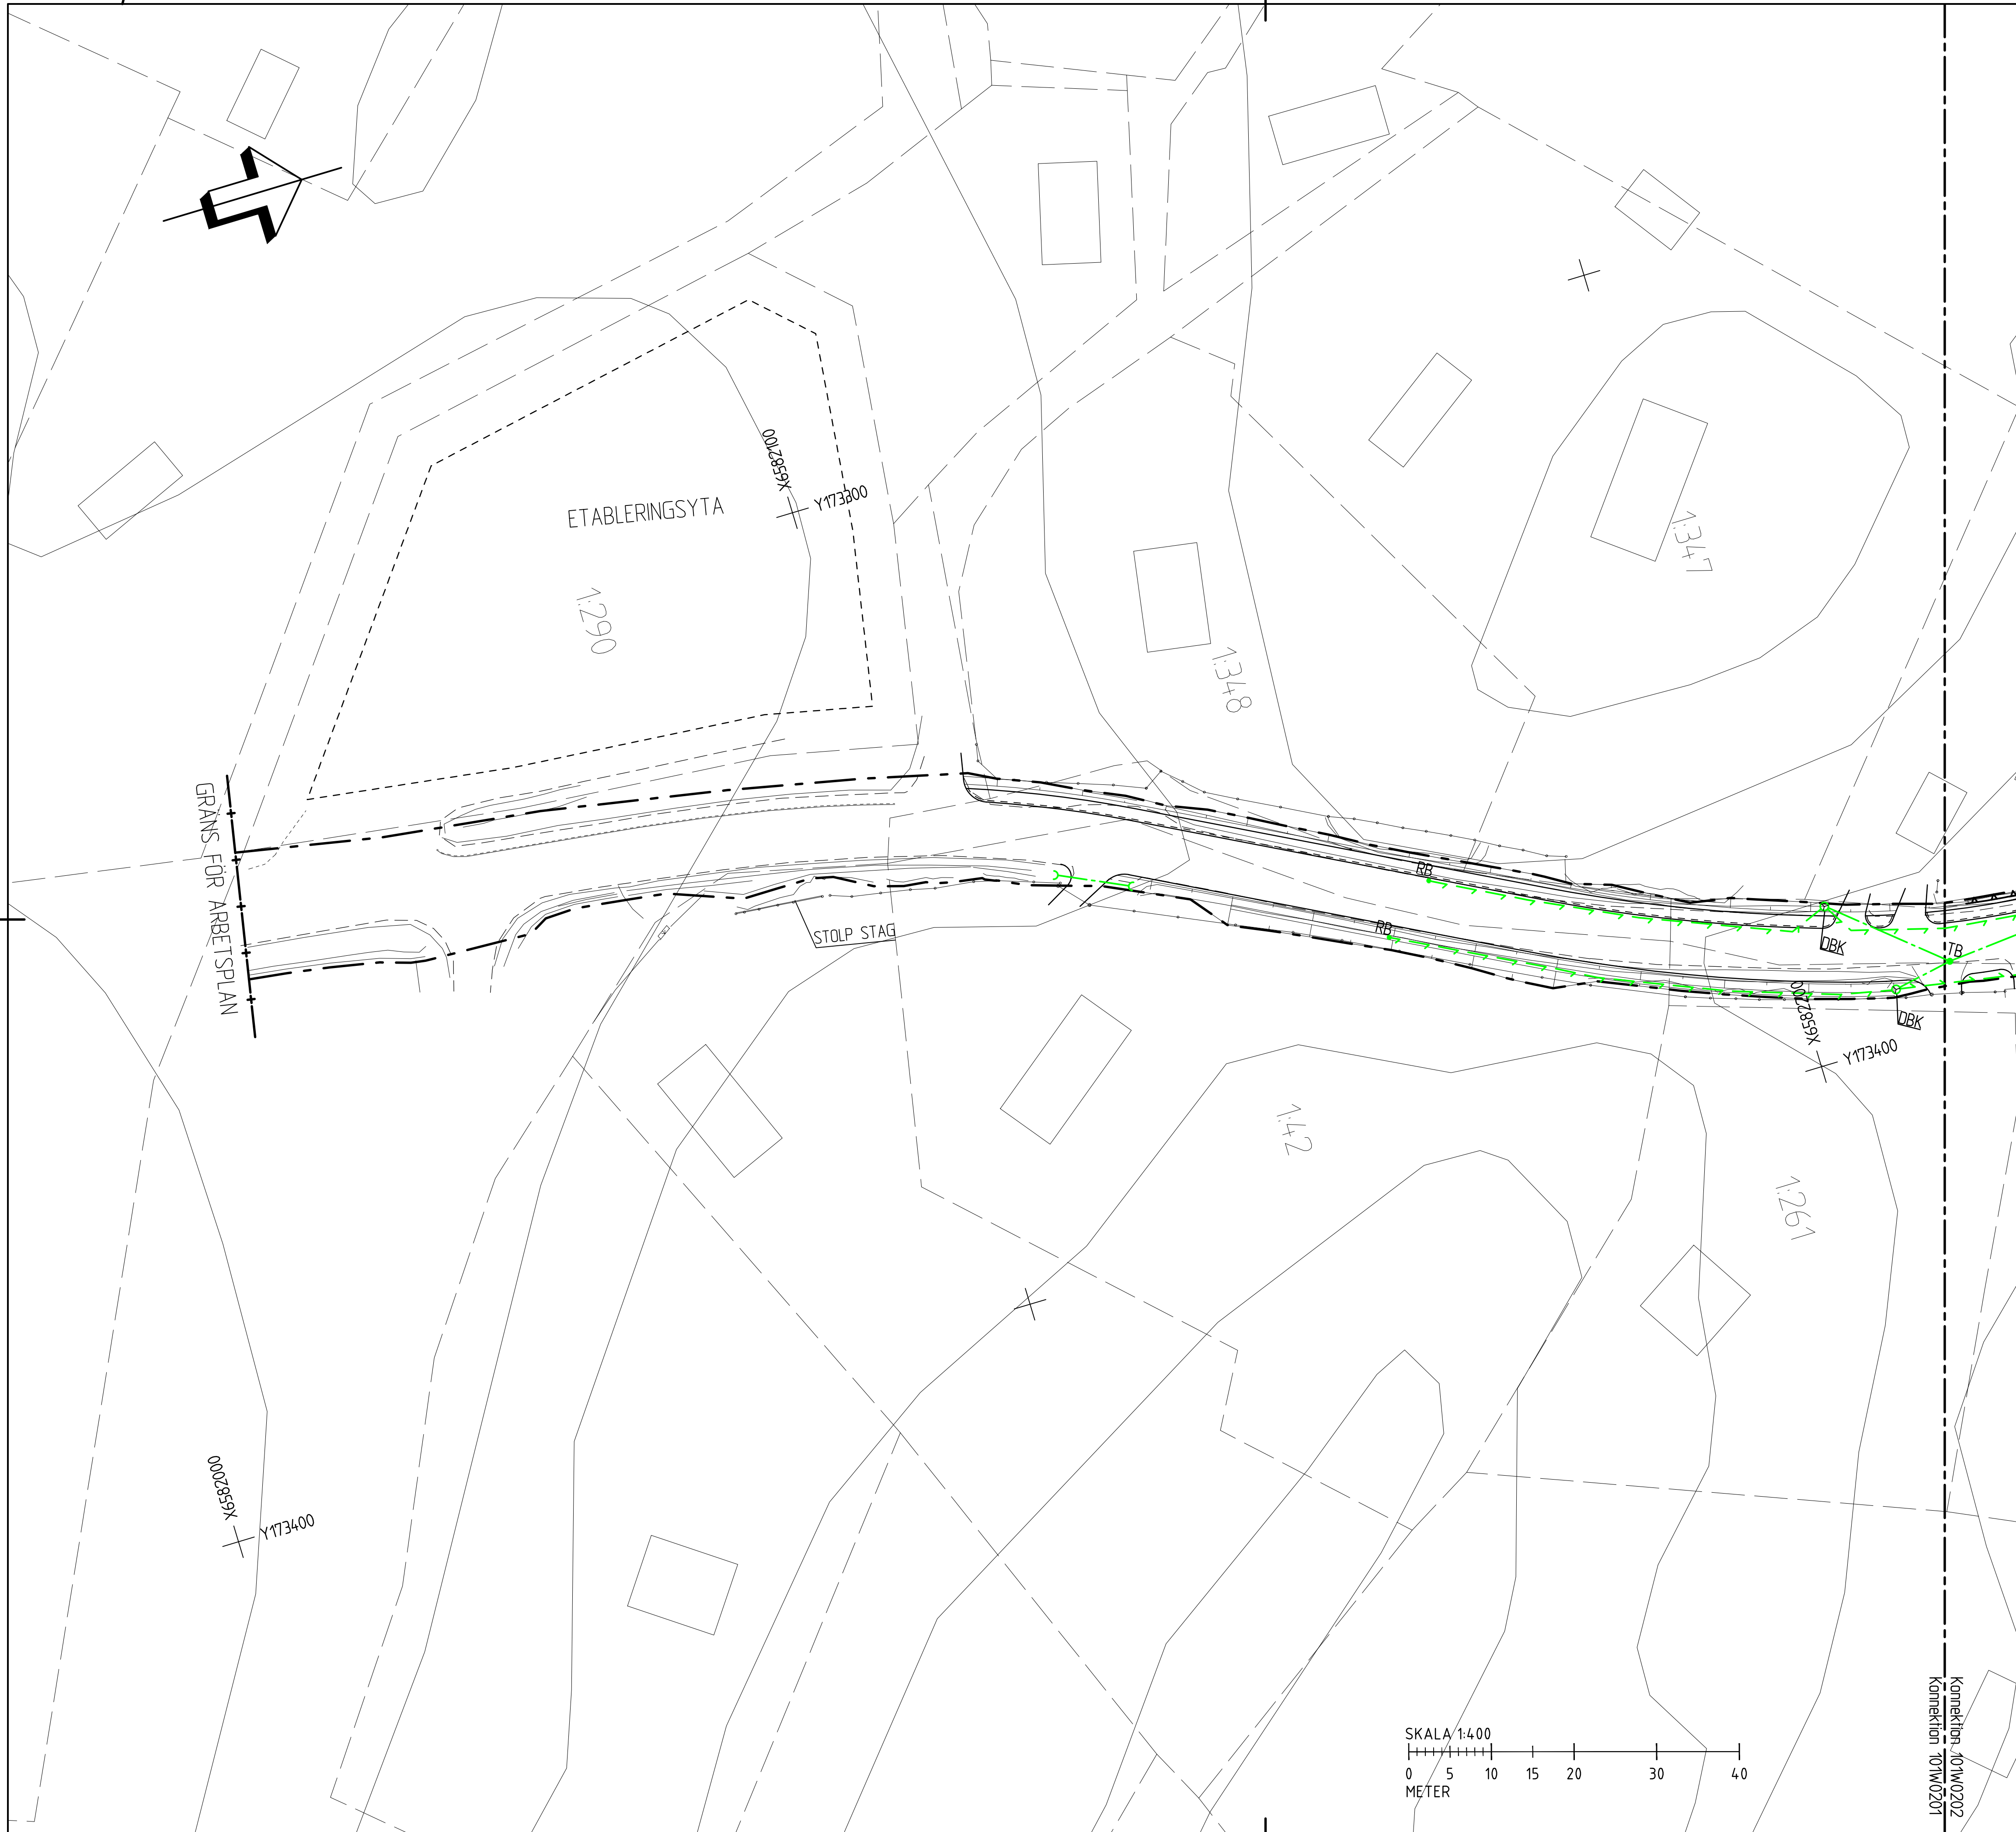 X6582100
Y173300
ETABLERINGSYTA
1:347
1:290
1:348
GRÄNS FÖR ARBETSPLAN
RB
RB
STOLP STAG
DBK
TB
X6582200
DBK
Y173400
1:42
1:261
X6582000
Y173400
SKALA 1:400
0 5 10 15 20 30 40
METER
Konnektion 101W0202
Konnektion 101W0201